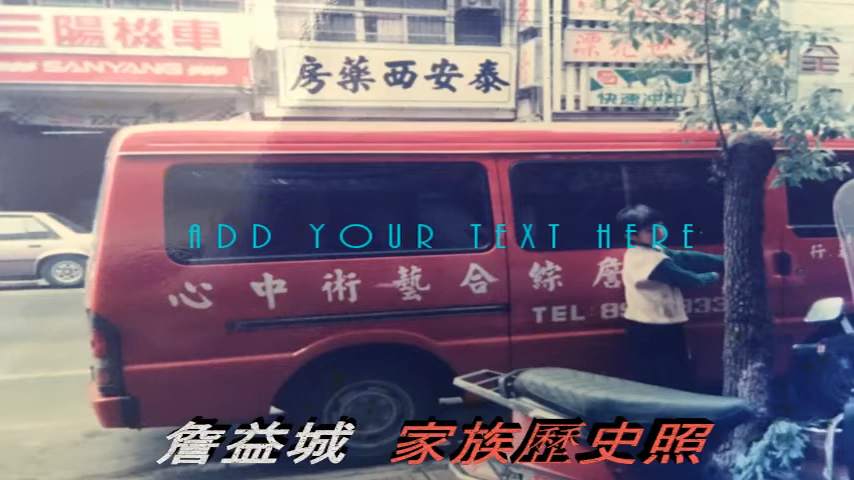 三陽機車
SANYANG
泰安西藥房
快速沖印
ADD YOUR TEXT HERE
詹綜合藝術中心
TEL
詹益城 家族歷史照